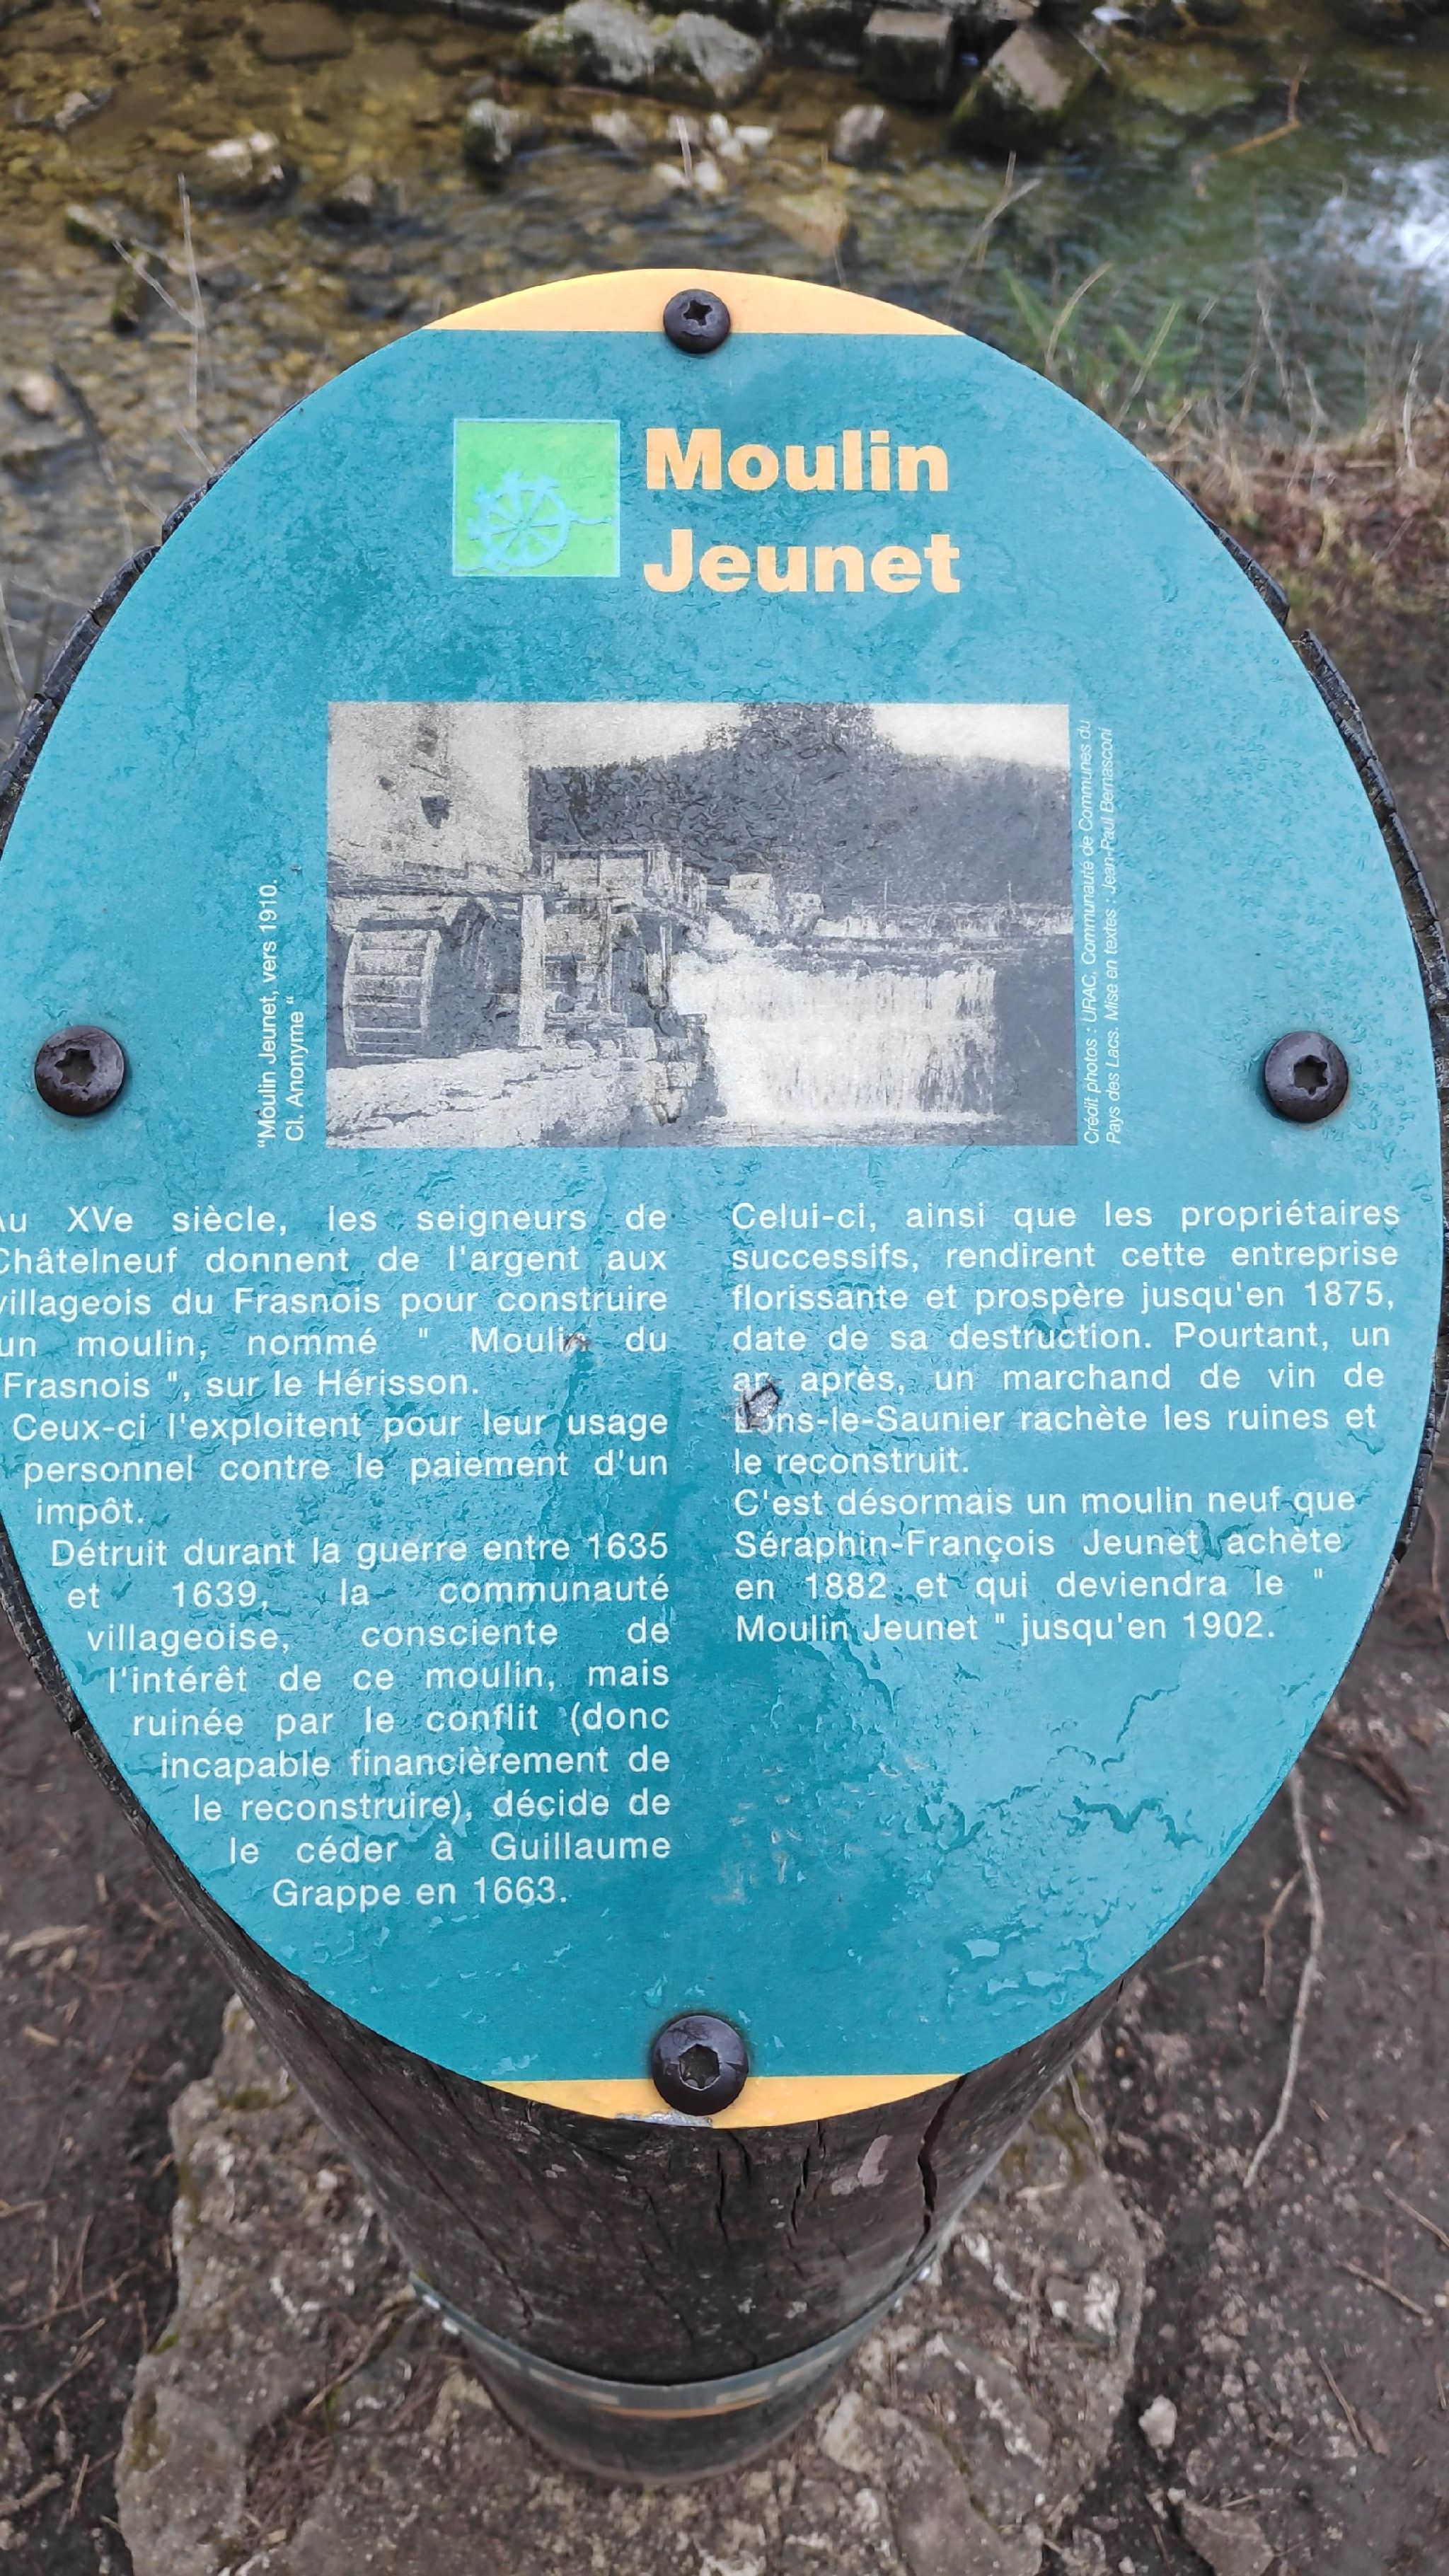 Moulin
Jeunet
"Moulin Jeunet, vers 1910.
Cl. Anonyme "
Crédit photos : URAC, Communauté de Communes du
Pays des Lacs. Mise en textes : Jean-Paul Bernasconi
Au XVe siècle, les seigneurs de
Châtelneuf donnent de l'argent aux
villageois du Frasnois pour construire
un moulin, nommé " Moulin du
Frasnois ", sur le Hérisson.
Ceux-ci l'exploitent pour leur usage
personnel contre le paiement d'un
impôt.
Détruit durant la guerre entre 1635
et 1639, la communauté
villageoise, consciente de
l'intérêt de ce moulin, mais
ruinée par le conflit (donc
incapable financièrement de
le reconstruire), décide de
le céder à Guillaume
Grappe en 1663.
Celui-ci, ainsi que les propriétaires
successifs, rendirent cette entreprise
florissante et prospère jusqu'en 1875,
date de sa destruction. Pourtant, un
an après, un marchand de vin de
Lons-le-Saunier rachète les ruines et
le reconstruit.
C'est désormais un moulin neuf que
Séraphin-François Jeunet achète
en 1882 et qui deviendra le "
Moulin Jeunet " jusqu'en 1902.